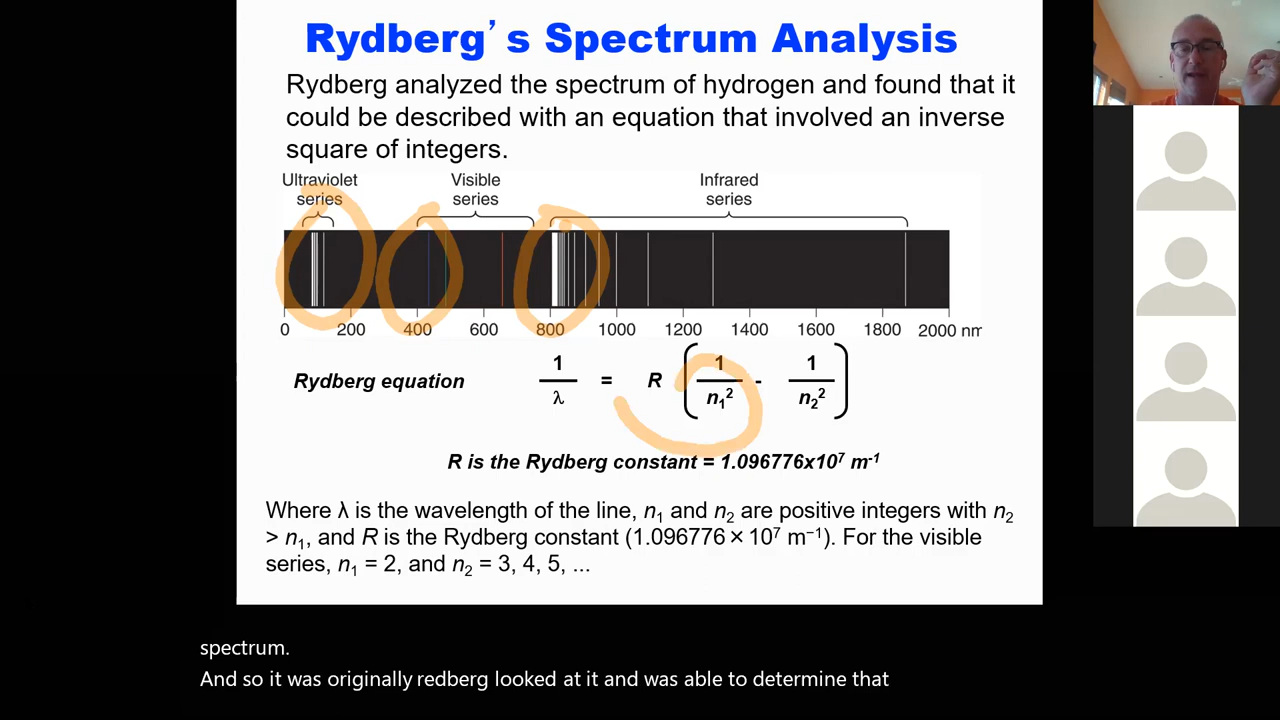 Rydberg's Spectrum Analysis
Rydberg analyzed the spectrum of hydrogen and found that it
could be described with an equation that involved an inverse
square of integers.
Ultraviolet series
Visible series
Infrared series
0 200 400 600 800 1000 1200 1400 1600 1800 2000 nm
Rydberg equation 1/λ = R (1/n₁² - 1/n₂²)
R is the Rydberg constant = 1.096776x10⁷ m⁻¹
Where λ is the wavelength of the line, n₁ and n₂ are positive integers with n₂
> n₁, and R is the Rydberg constant (1.096776 × 10⁷ m⁻¹). For the visible
series, n₁ = 2, and n₂ = 3, 4, 5, ...
spectrum.
And so it was originally redberg looked at it and was able to determine that